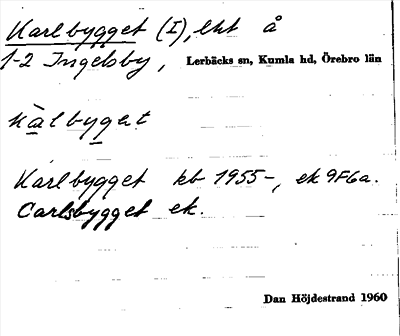 Karlbygget (I), lht å
1-2 Ingelsby, Lerbäcks sn, Kumla hd, Örebro län
kàlbyget
Karlbygget kb 1955-, ek 9F6a.
Carlsbygget ek.
Dan Höjdestrand 1960